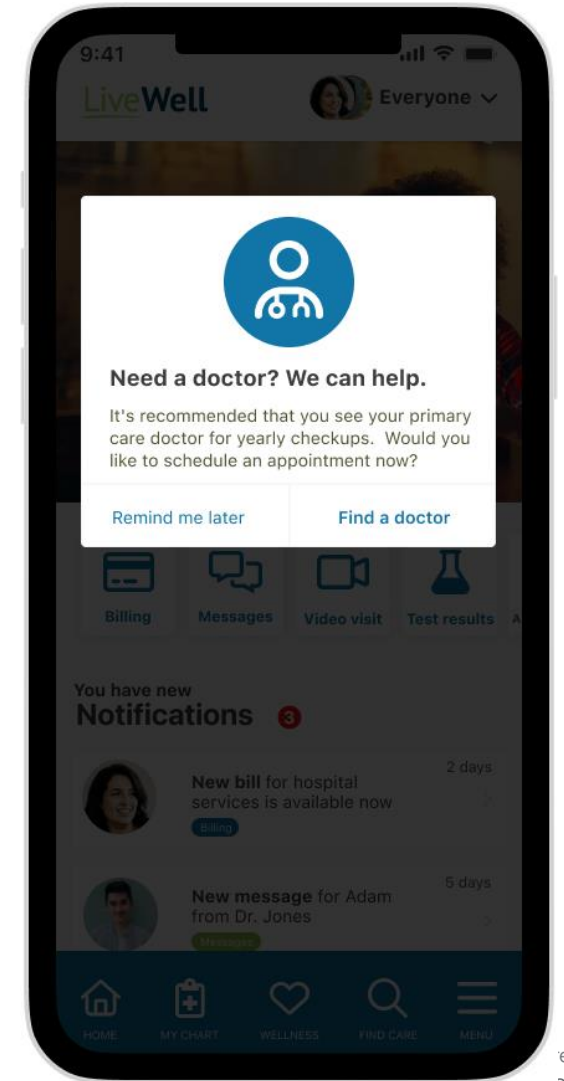 9:41
LiveWell
Everyone
Need a doctor? We can help.
It's recommended that you see your primary
care doctor for yearly checkups.  Would you
like to schedule an appointment now?
Remind me later
Find a doctor
Billing
Messages
Video visit
Test results
You have new
Notifications 3
2 days
New bill for hospital
services is available now
Billing
5 days
New message for Adam
from Dr. Jones
Messages
HOME
MY CHART
WELLNESS
FIND CARE
MENU